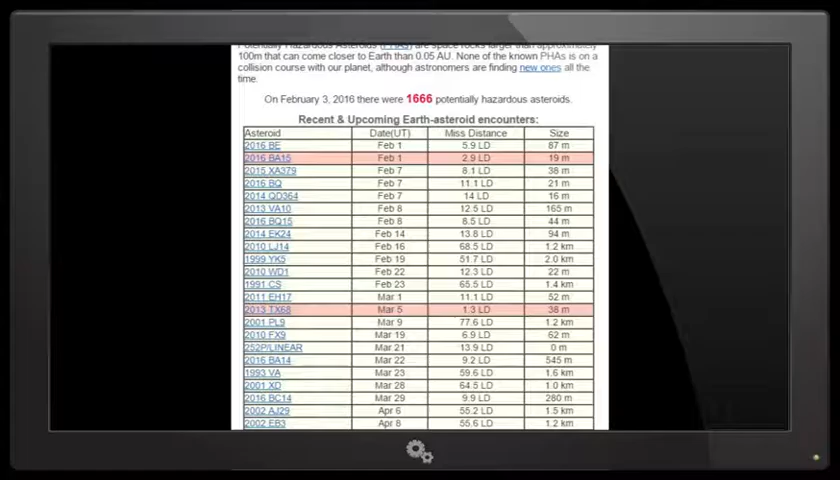 Potentially Hazardous Asteroids (PHAs) are space rocks larger than approximately
100m that can come closer to Earth than 0.05 AU. None of the known PHAs is on a
collision course with our planet, although astronomers are finding new ones all the
time.
On February 3, 2016 there were 1666 potentially hazardous asteroids.
Recent & Upcoming Earth-asteroid encounters:
Asteroid Date(UT) Miss Distance Size
2016 BE Feb 1 5.9 LD 87 m
2016 BA15 Feb 1 2.9 LD 19 m
2015 XA379 Feb 7 8.1 LD 38 m
2016 BQ Feb 7 11.1 LD 21 m
2014 QD364 Feb 7 14 LD 16 m
2013 VA10 Feb 8 12.5 LD 165 m
2016 BQ15 Feb 8 8.5 LD 44 m
2014 EK24 Feb 14 13.8 LD 94 m
2010 LJ14 Feb 16 68.5 LD 1.2 km
1999 YK5 Feb 19 51.7 LD 2.0 km
2010 WD1 Feb 22 12.3 LD 22 m
1991 CS Feb 23 65.5 LD 1.4 km
2011 EH17 Mar 1 11.1 LD 52 m
2013 TX68 Mar 5 1.3 LD 38 m
2001 PL9 Mar 9 77.6 LD 1.2 km
2010 FX9 Mar 19 6.9 LD 62 m
252P/LINEAR Mar 21 13.9 LD 0 m
2016 BA14 Mar 22 9.2 LD 545 m
1993 VA Mar 23 59.6 LD 1.6 km
2001 XD Mar 28 64.5 LD 1.0 km
2016 BC14 Mar 29 9.9 LD 280 m
2002 AJ29 Apr 6 55.2 LD 1.5 km
2002 EB3 Apr 8 55.6 LD 1.2 km